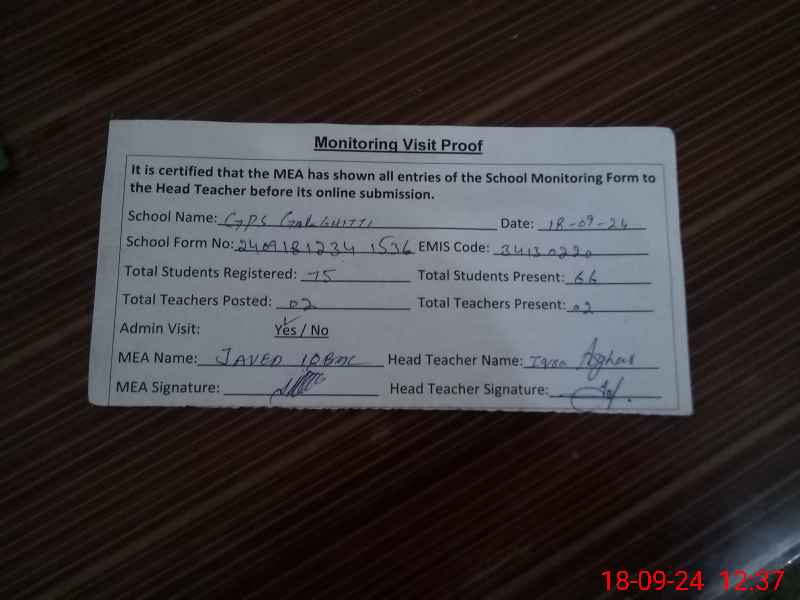 Monitoring Visit Proof
It is certified that the MEA has shown all entries of the School Monitoring Form to
the Head Teacher before its online submission.
School Name: GPS GalaGHITTI Date: 18-09-24
School Form No: 2409181234 1536 EMIS Code: 34130220
Total Students Registered: 75 Total Students Present: 66
Total Teachers Posted: 02 Total Teachers Present: 02
Admin Visit: Yes / No
MEA Name: JAVED IQBAL Head Teacher Name: Iqra Asghar
MEA Signature: Head Teacher Signature:
18-09-24 12:37